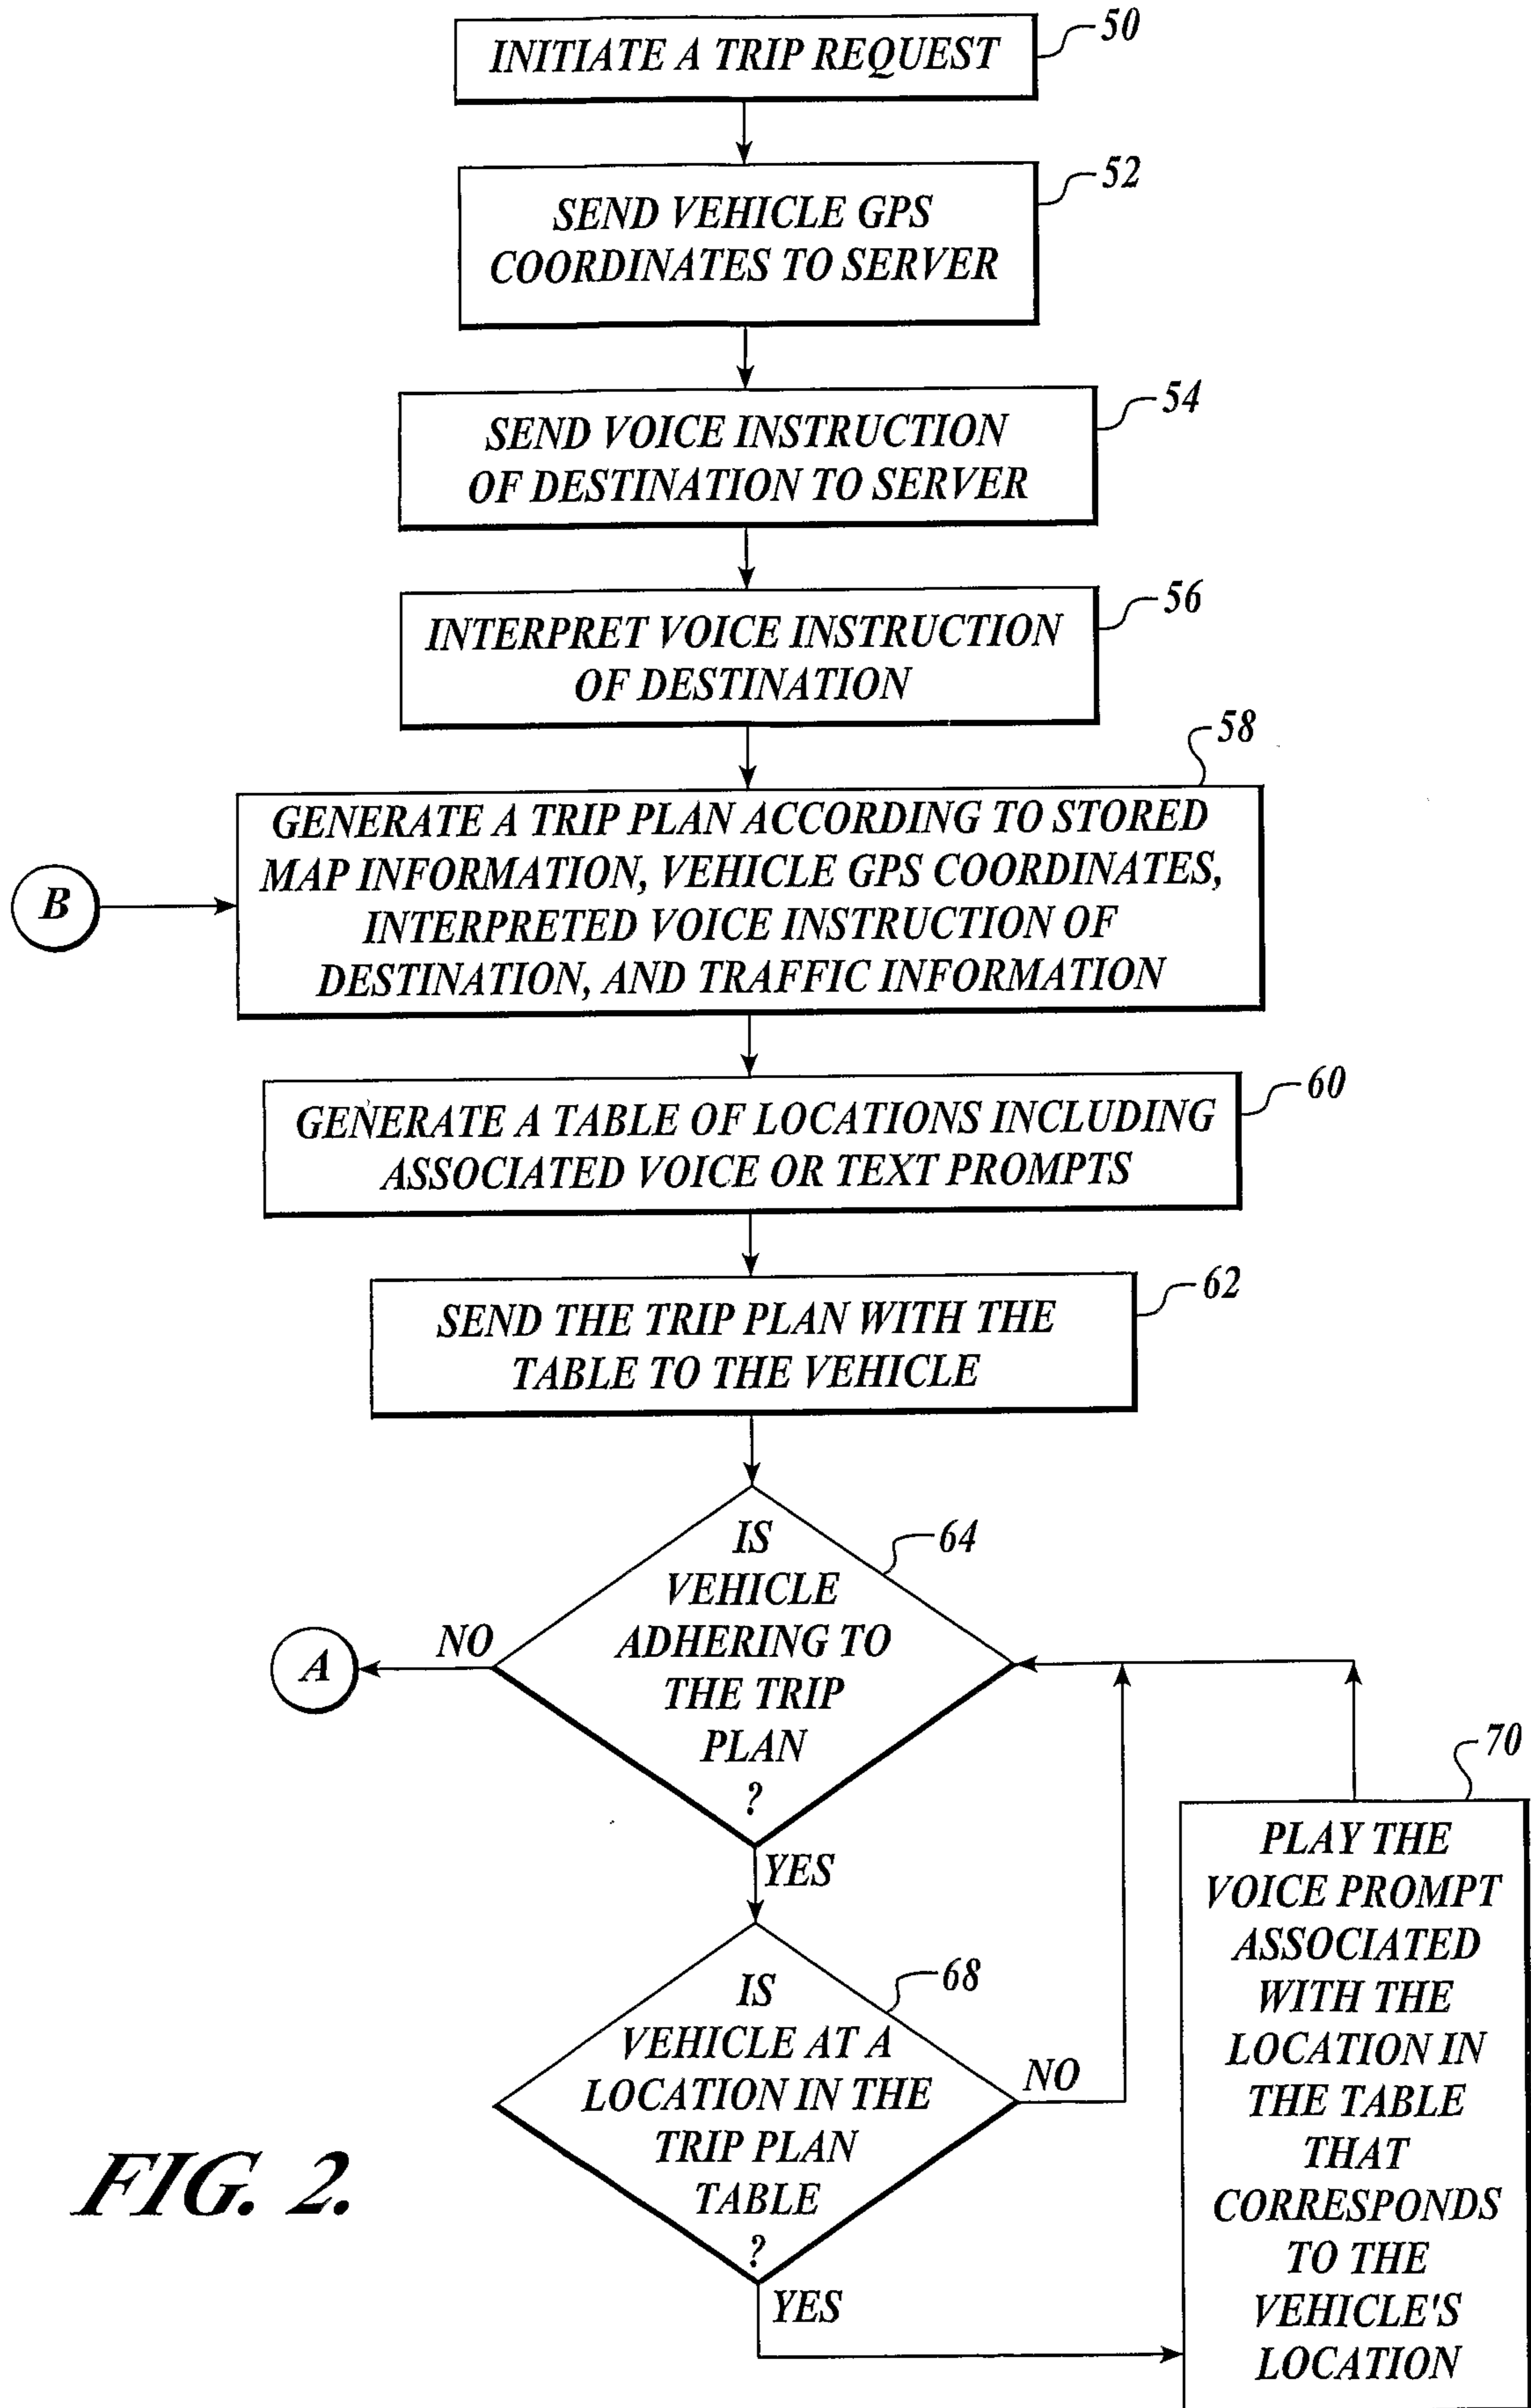 INITIATE A TRIP REQUEST
50
SEND VEHICLE GPS
COORDINATES TO SERVER
52
SEND VOICE INSTRUCTION
OF DESTINATION TO SERVER
54
INTERPRET VOICE INSTRUCTION
OF DESTINATION
56
58
GENERATE A TRIP PLAN ACCORDING TO STORED
MAP INFORMATION, VEHICLE GPS COORDINATES,
INTERPRETED VOICE INSTRUCTION OF
DESTINATION, AND TRAFFIC INFORMATION
B
GENERATE A TABLE OF LOCATIONS INCLUDING
ASSOCIATED VOICE OR TEXT PROMPTS
60
SEND THE TRIP PLAN WITH THE
TABLE TO THE VEHICLE
62
IS
VEHICLE
ADHERING TO
THE TRIP
PLAN
?
64
NO
A
YES
IS
VEHICLE AT A
LOCATION IN THE
TRIP PLAN
TABLE
?
68
NO
YES
70
PLAY THE
VOICE PROMPT
ASSOCIATED
WITH THE
LOCATION IN
THE TABLE
THAT
CORRESPONDS
TO THE
VEHICLE'S
LOCATION
FIG. 2.